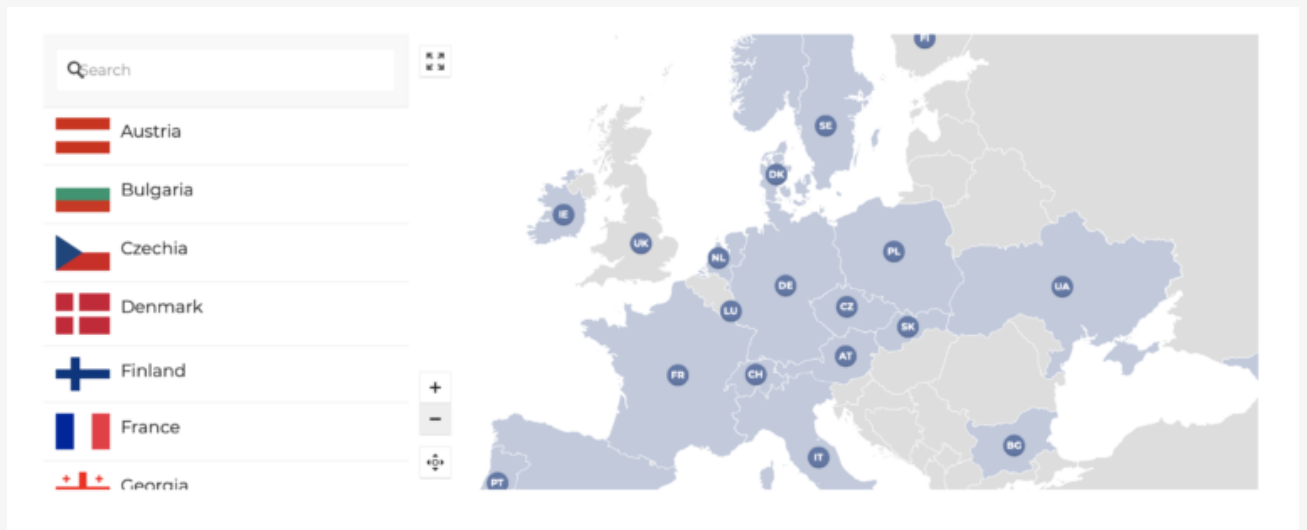 Search
Austria
Bulgaria
Czechia
Denmark
Finland
France
Georgia
+
−
FI
SE
DK
IE
UK
NL
PL
DE
UA
LU
CZ
SK
AT
FR
CH
BG
IT
PT